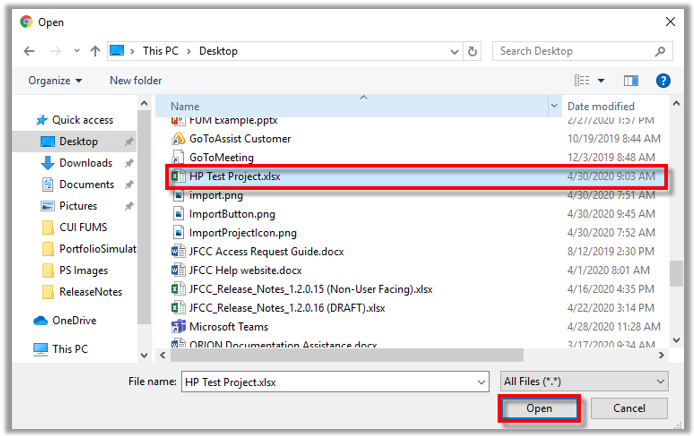 Open
This PC > Desktop
Search Desktop
Organize New folder
Name Date modified
Quick access
Desktop
Downloads
Documents
Pictures
CUI FUMS
PortfolioSimulat
PS Images
ReleaseNotes
OneDrive
This PC
FUM Example.pptx 2/27/2020 1:57 PM
GoToAssist Customer 10/19/2019 8:44 AM
GoToMeeting 12/3/2019 8:48 AM
HP Test Project.xlsx 4/30/2020 9:03 AM
import.png 4/30/2020 7:51 AM
ImportButton.png 4/30/2020 9:45 AM
ImportProjectIcon.png 4/30/2020 7:52 AM
JFCC Access Request Guide.docx 8/12/2019 2:30 PM
JFCC Help website.docx 4/1/2020 8:01 AM
JFCC_Release_Notes_1.2.0.15 (Non-User Facing).xlsx 4/16/2020 4:35 PM
JFCC_Release_Notes_1.2.0.16 (DRAFT).xlsx 4/22/2020 3:14 PM
Microsoft Teams 4/28/2020 11:28 AM
ORION Documentation Assistance.docx 3/17/2020 9:34 AM
File name: HP Test Project.xlsx All Files (*.*)
Open Cancel